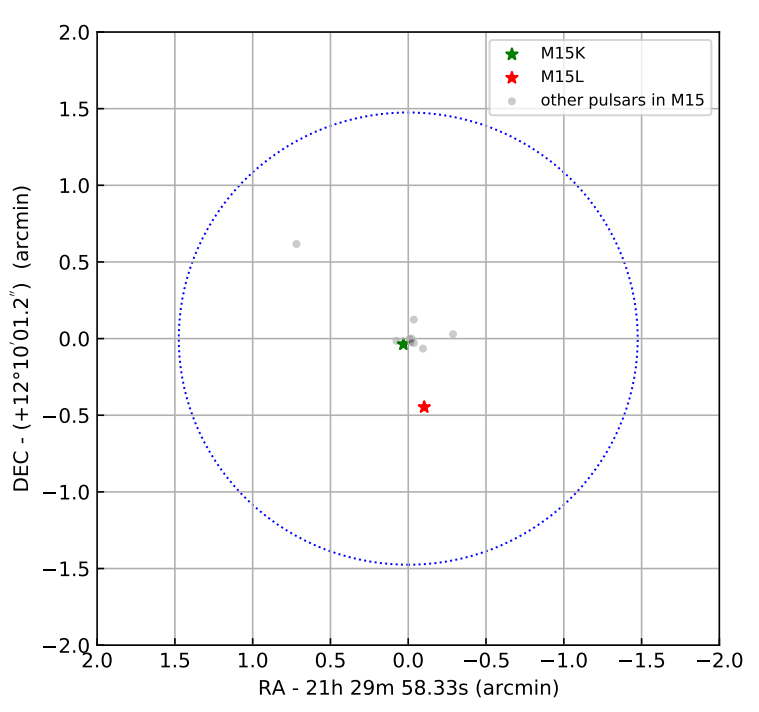 M15K
M15L
other pulsars in M15
2.0
1.5
1.0
0.5
0.0
−0.5
−1.0
−1.5
−2.0
DEC - (+12°10′01.2″) (arcmin)
2.0 1.5 1.0 0.5 0.0 −0.5 −1.0 −1.5 −2.0
RA - 21h 29m 58.33s (arcmin)